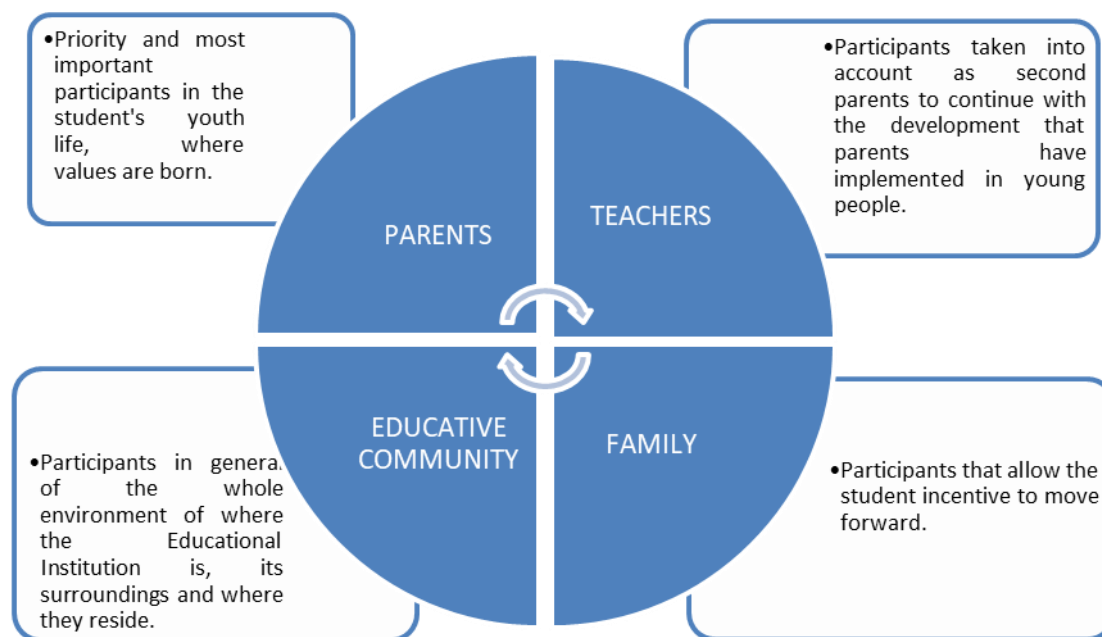 •Priority and most
important
participants in the
student's youth
life, where
values are born.
•Participants taken into
account as second
parents to continue with
the development that
parents have
implemented in young
people.
PARENTS
TEACHERS
EDUCATIVE
COMMUNITY
FAMILY
•Participants in genera
of the whole
environment of where
the Educational
Institution is, its
surroundings and where
they reside.
•Participants that allow the
student incentive to move
forward.